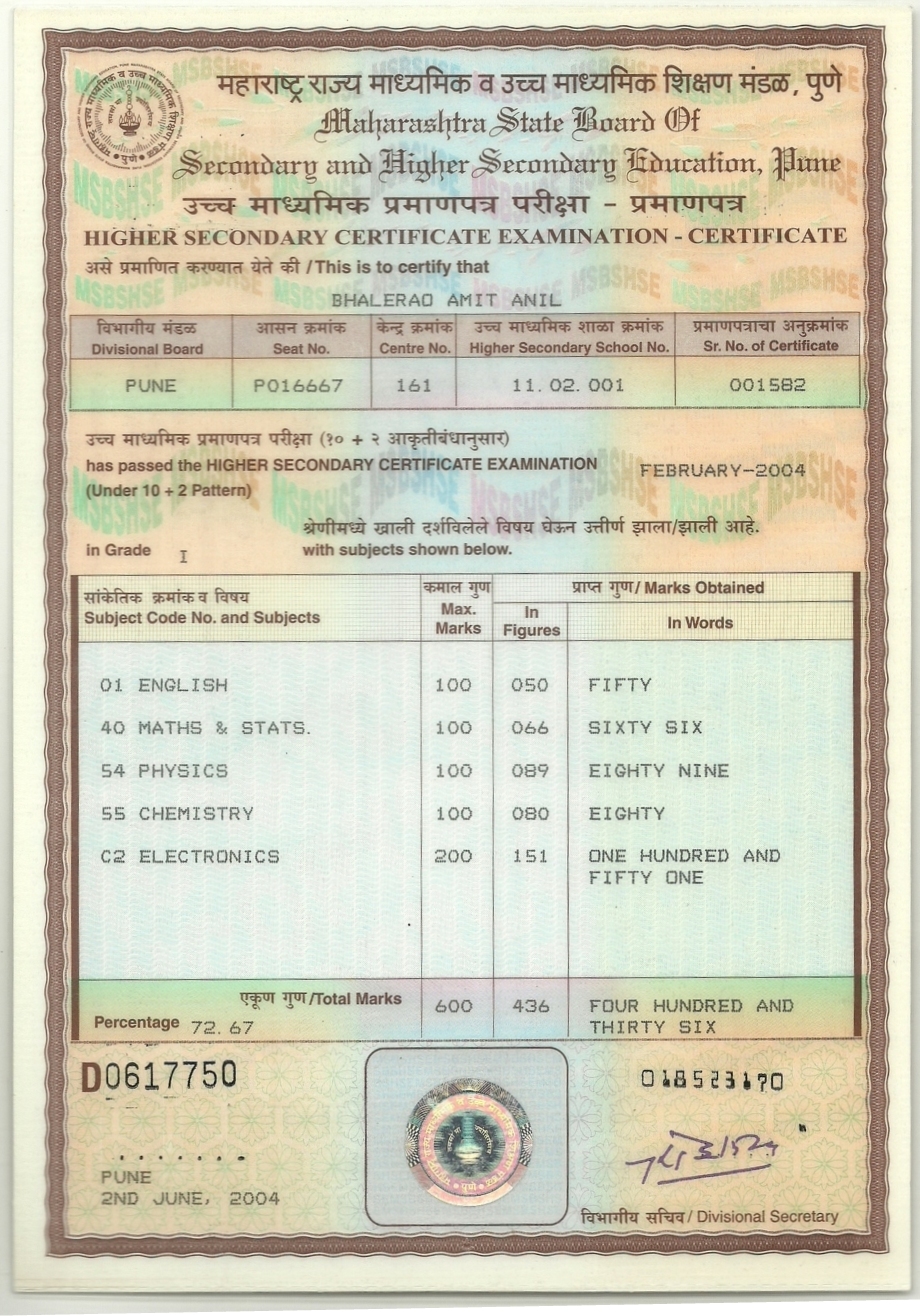 महाराष्ट्र राज्य माध्यमिक व उच्च माध्यमिक शिक्षण मंडळ, पुणे
Maharashtra State Board Of
Secondary and Higher Secondary Education, Pune
उच्च माध्यमिक प्रमाणपत्र परीक्षा - प्रमाणपत्र
HIGHER SECONDARY CERTIFICATE EXAMINATION - CERTIFICATE
असे प्रमाणित करण्यात येते की / This is to certify that
BHALERAO AMIT ANIL
विभागीय मंडळ आसन क्रमांक केन्द्र क्रमांक उच्च माध्यमिक शाळा क्रमांक प्रमाणपत्राचा अनुक्रमांक
Divisional Board Seat No. Centre No. Higher Secondary School No. Sr. No. of Certificate
PUNE P016667 161 11.02.001 001582
उच्च माध्यमिक प्रमाणपत्र परीक्षा (१० + २ आकृतीबंधानुसार)
has passed the HIGHER SECONDARY CERTIFICATE EXAMINATION FEBRUARY-2004
(Under 10 + 2 Pattern)
श्रेणीमध्ये खाली दर्शविलेले विषय घेऊन उत्तीर्ण झाला/झाली आहे.
in Grade I with subjects shown below.
सांकेतिक क्रमांक व विषय कमाल गुण प्राप्त गुण/ Marks Obtained
Subject Code No. and Subjects Max. Marks In Figures In Words
01 ENGLISH 100 050 FIFTY
40 MATHS & STATS. 100 066 SIXTY SIX
54 PHYSICS 100 089 EIGHTY NINE
55 CHEMISTRY 100 080 EIGHTY
C2 ELECTRONICS 200 151 ONE HUNDRED AND
FIFTY ONE
एकूण गुण/Total Marks 600 436 FOUR HUNDRED AND
Percentage 72.67 THIRTY SIX
D0617750 018523170
PUNE
2ND JUNE, 2004
विभागीय सचिव/ Divisional Secretary